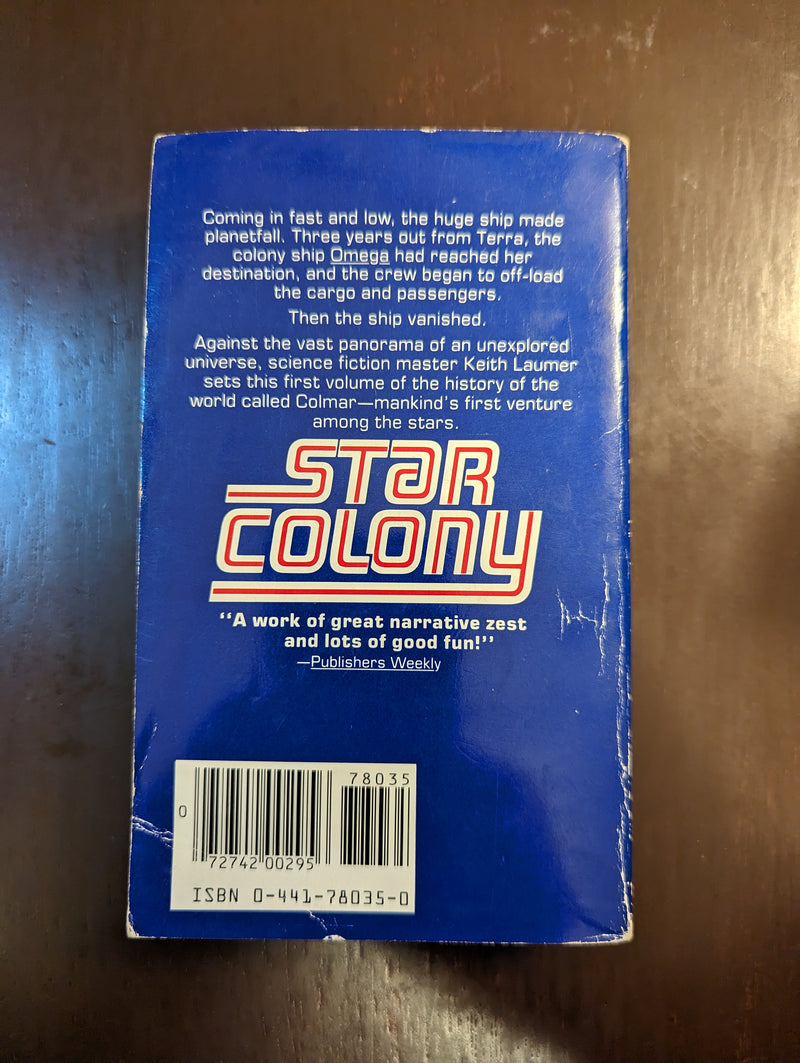 Coming in fast and low, the huge ship made
planetfall. Three years out from Terra, the
colony ship Omega had reached her
destination, and the crew began to off-load
the cargo and passengers.
Then the ship vanished.
Against the vast panorama of an unexplored
universe, science fiction master Keith Laumer
sets this first volume of the history of the
world called Colmar—mankind's first venture
among the stars.
STAR
COLONY
"A work of great narrative zest
and lots of good fun!"
—Publishers Weekly
78035
0
72742 00295
ISBN 0-441-78035-0